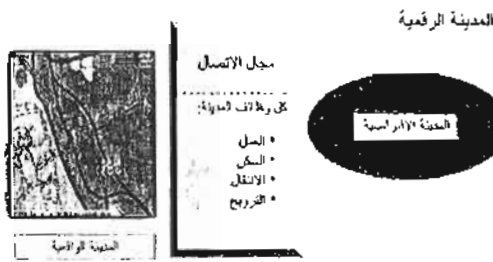 المدينة الرقمية
مجال الاتصال
كل وظائف المدينة:
• العمل
• السكن
• الانتقال
• الترويح
المدينة الافتراضية
المدينة الواقعية